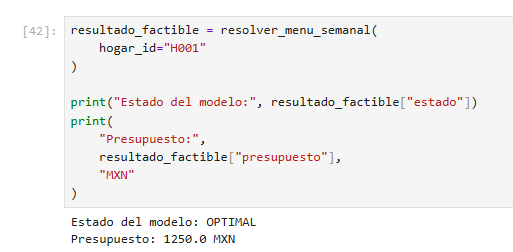 [42]: resultado_factible = resolver_menu_semanal(
    hogar_id="H001"
)
print("Estado del modelo:", resultado_factible["estado"])
print(
    "Presupuesto:",
    resultado_factible["presupuesto"],
    "MXN"
)
Estado del modelo: OPTIMAL
Presupuesto: 1250.0 MXN